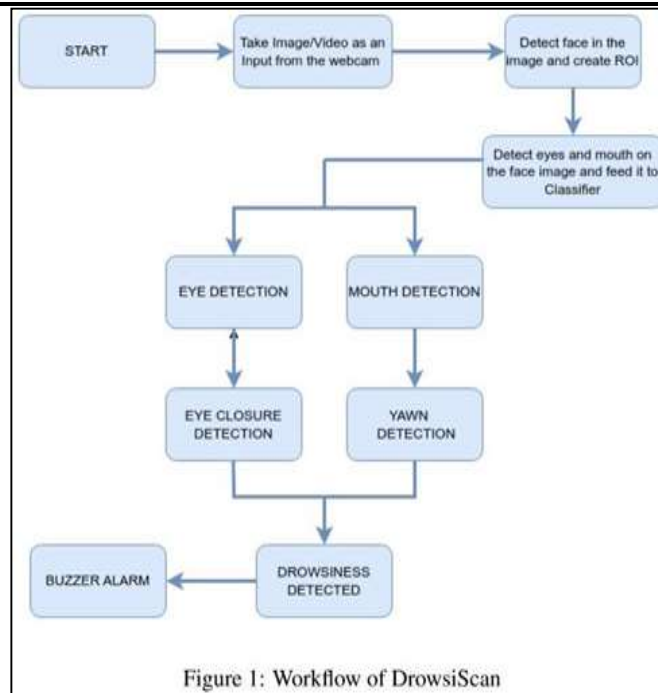 START
Take Image/Video as an
Input from the webcam
Detect face in the
image and create ROI
Detect eyes and mouth on
the face image and feed it to
Classifier
EYE DETECTION
MOUTH DETECTION
EYE CLOSURE
DETECTION
YAWN
DETECTION
BUZZER ALARM
DROWSINESS
DETECTED
Figure 1: Workflow of DrowsiScan